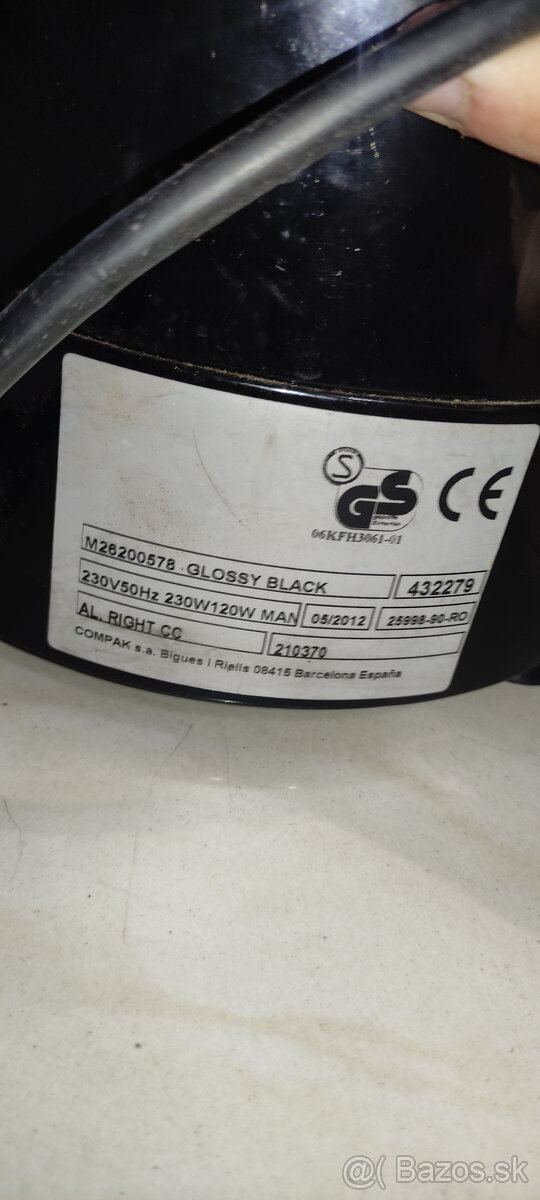 S
GS
CE
06KFH3061-01
M26200578 . GLOSSY BLACK 432279
230V50Hz 230W120W MAN 05/2012 25998-90-RO
AL. RIGHT CC 210370
COMPAK s.a. Bigues i Riells 08415 Barcelona España
@( Bazos.sk